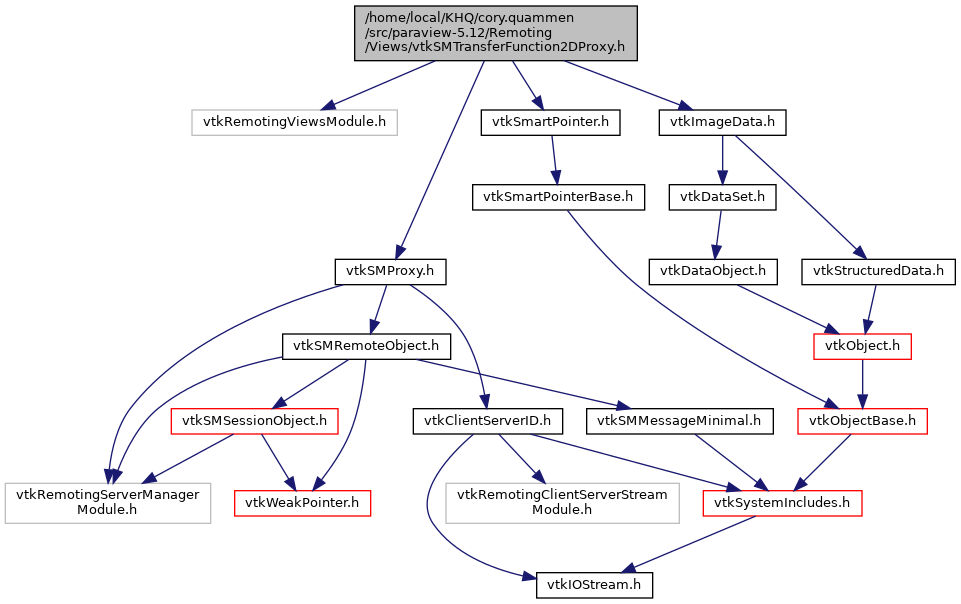 /home/local/KHQ/cory.quammen
/src/paraview-5.12/Remoting
/Views/vtkSMTransferFunction2DProxy.h
vtkRemotingViewsModule.h
vtkSmartPointer.h
vtkImageData.h
vtkSmartPointerBase.h
vtkDataSet.h
vtkSMProxy.h
vtkDataObject.h
vtkStructuredData.h
vtkSMRemoteObject.h
vtkObject.h
vtkSMSessionObject.h
vtkClientServerID.h
vtkSMMessageMinimal.h
vtkObjectBase.h
vtkRemotingServerManager
Module.h
vtkWeakPointer.h
vtkRemotingClientServerStream
Module.h
vtkSystemIncludes.h
vtkIOStream.h